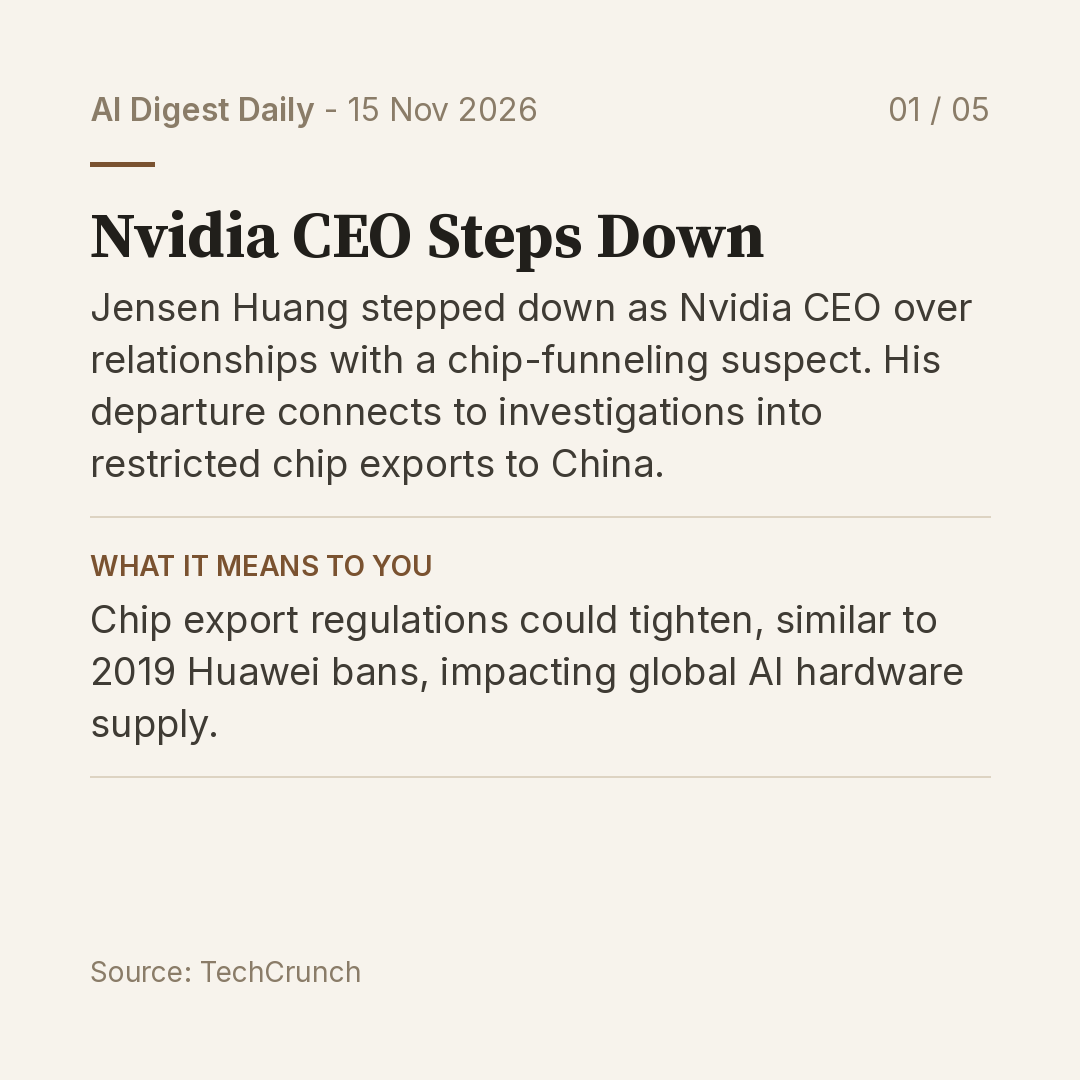 AI Digest Daily - 15 Nov 2026
01 / 05
Nvidia CEO Steps Down
Jensen Huang stepped down as Nvidia CEO over
relationships with a chip-funneling suspect. His
departure connects to investigations into
restricted chip exports to China.
WHAT IT MEANS TO YOU
Chip export regulations could tighten, similar to
2019 Huawei bans, impacting global AI hardware
supply.
Source: TechCrunch